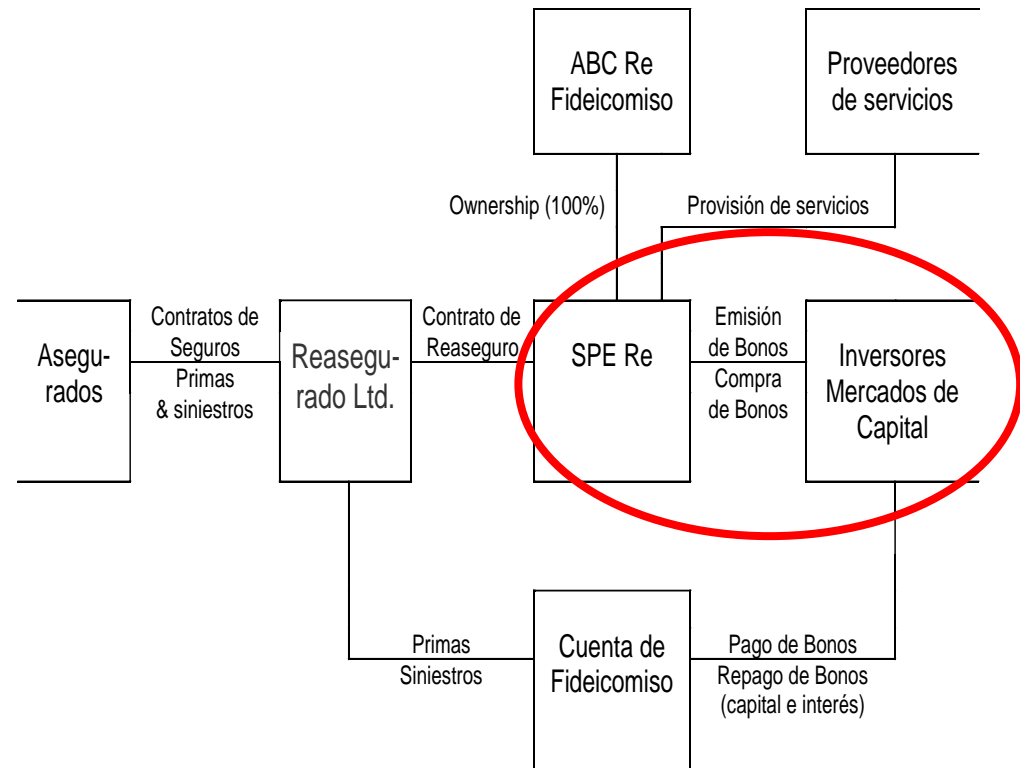 ABC Re
Fideicomiso
Proveedores
de servicios
Ownership (100%)
Provisión de servicios
Asegu-
rados
Contratos de
Seguros
Primas
& siniestros
Reasegu-
rado Ltd.
Contrato de
Reaseguro
SPE Re
Emisión
de Bonos
Compra
de Bonos
Inversores
Mercados de
Capital
Primas
Siniestros
Cuenta de
Fideicomiso
Pago de Bonos
Repago de Bonos
(capital e interés)